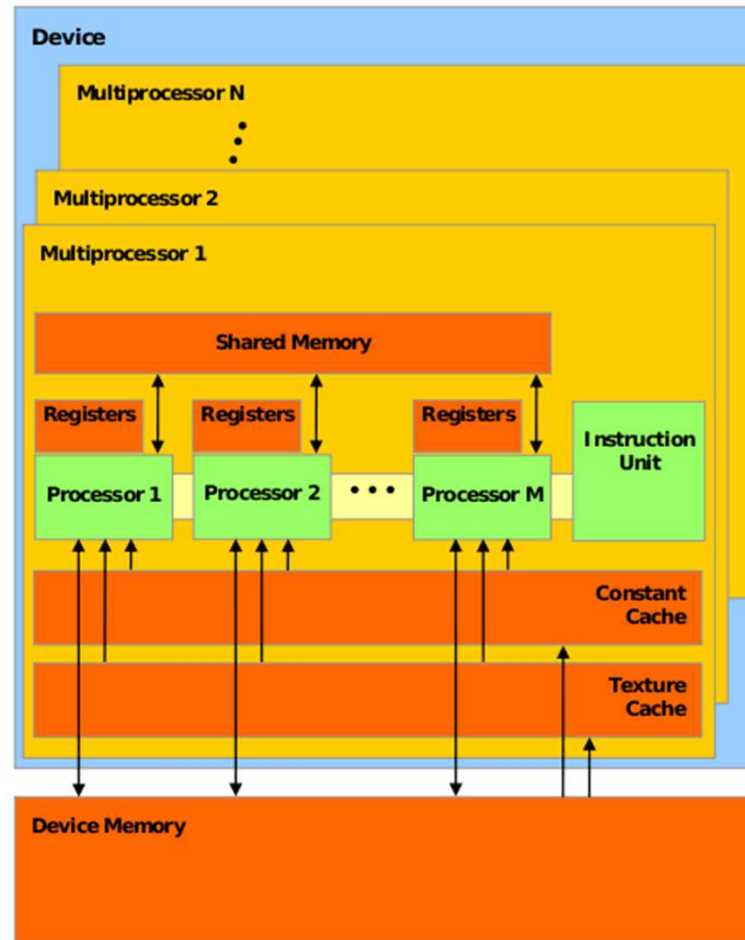 Device
Multiprocessor N
Multiprocessor 2
Multiprocessor 1
Shared Memory
Registers
Registers
Registers
Instruction
Unit
Processor 1
Processor 2
Processor M
Constant
Cache
Texture
Cache
Device Memory